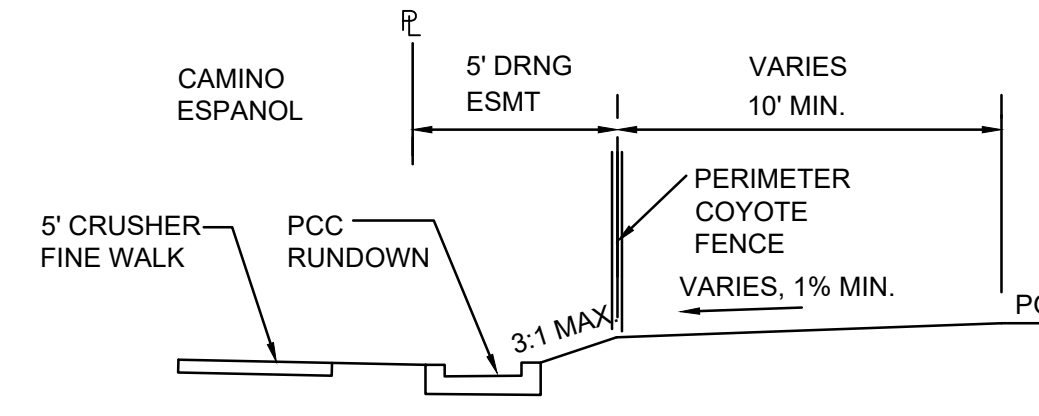 PL
CAMINO
ESPANOL
5' DRNG
ESMT
VARIES
10' MIN.
5' CRUSHER
FINE WALK
PCC
RUNDOWN
PERIMETER
COYOTE
FENCE
VARIES, 1% MIN.
3:1 MAX.